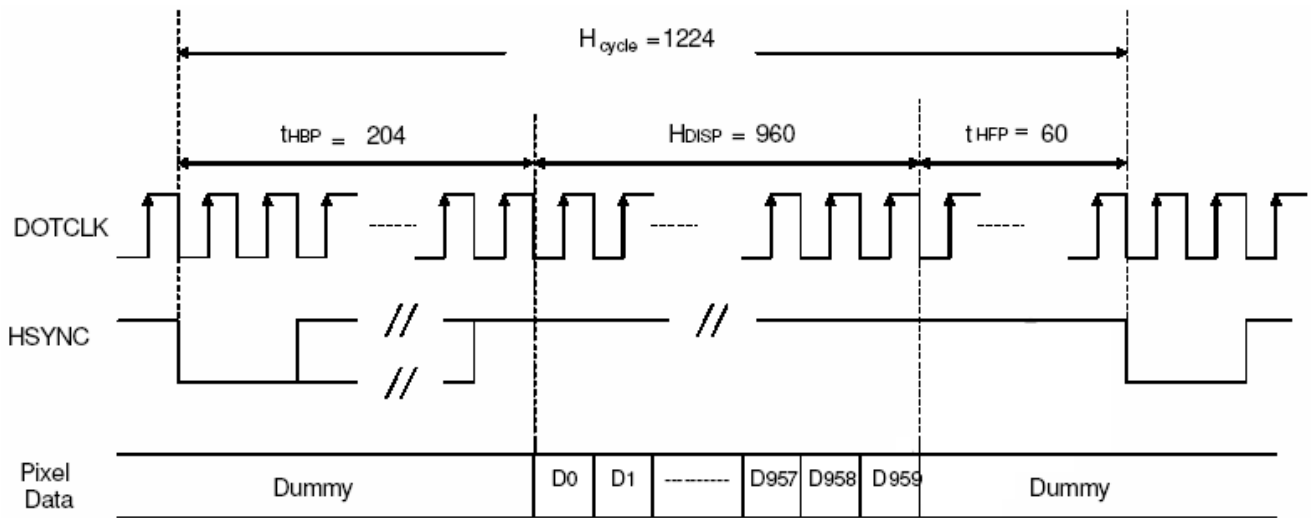 H cycle =1224
tHBP = 204
HDISP = 960
tHFP = 60
DOTCLK
HSYNC
Pixel
Data
Dummy
D0
D1
D957
D958
D959
Dummy